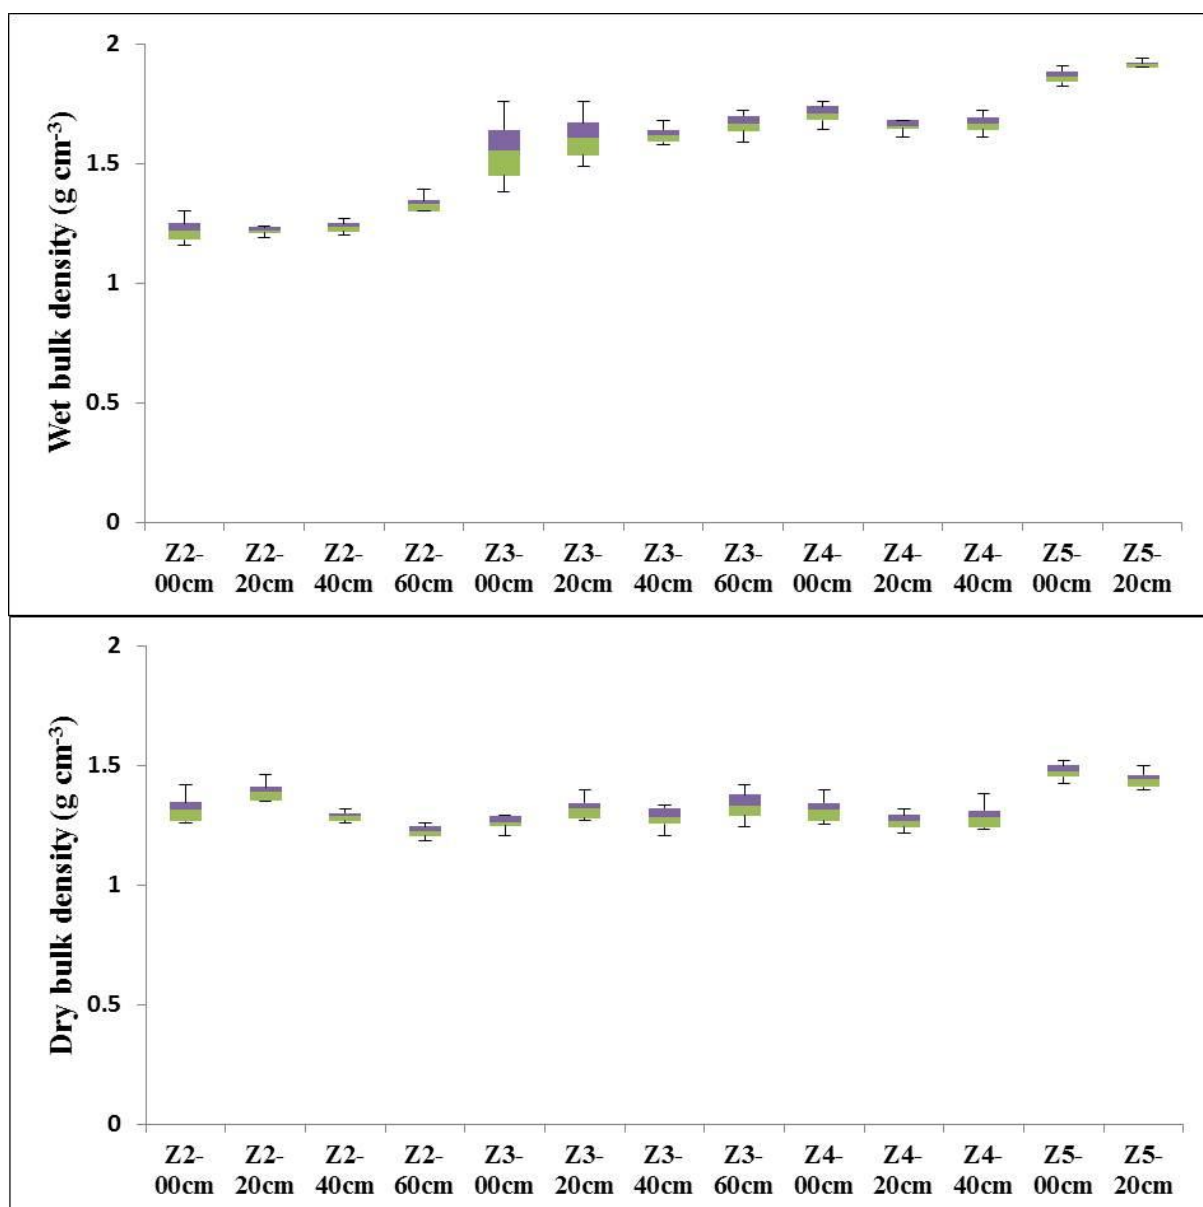 Wet bulk density (g cm-3)
2
1.5
1
0.5
0
Z2-00cm
Z2-20cm
Z2-40cm
Z2-60cm
Z3-00cm
Z3-20cm
Z3-40cm
Z3-60cm
Z4-00cm
Z4-20cm
Z4-40cm
Z5-00cm
Z5-20cm
Dry bulk density (g cm-3)
2
1.5
1
0.5
0
Z2-00cm
Z2-20cm
Z2-40cm
Z2-60cm
Z3-00cm
Z3-20cm
Z3-40cm
Z3-60cm
Z4-00cm
Z4-20cm
Z4-40cm
Z5-00cm
Z5-20cm